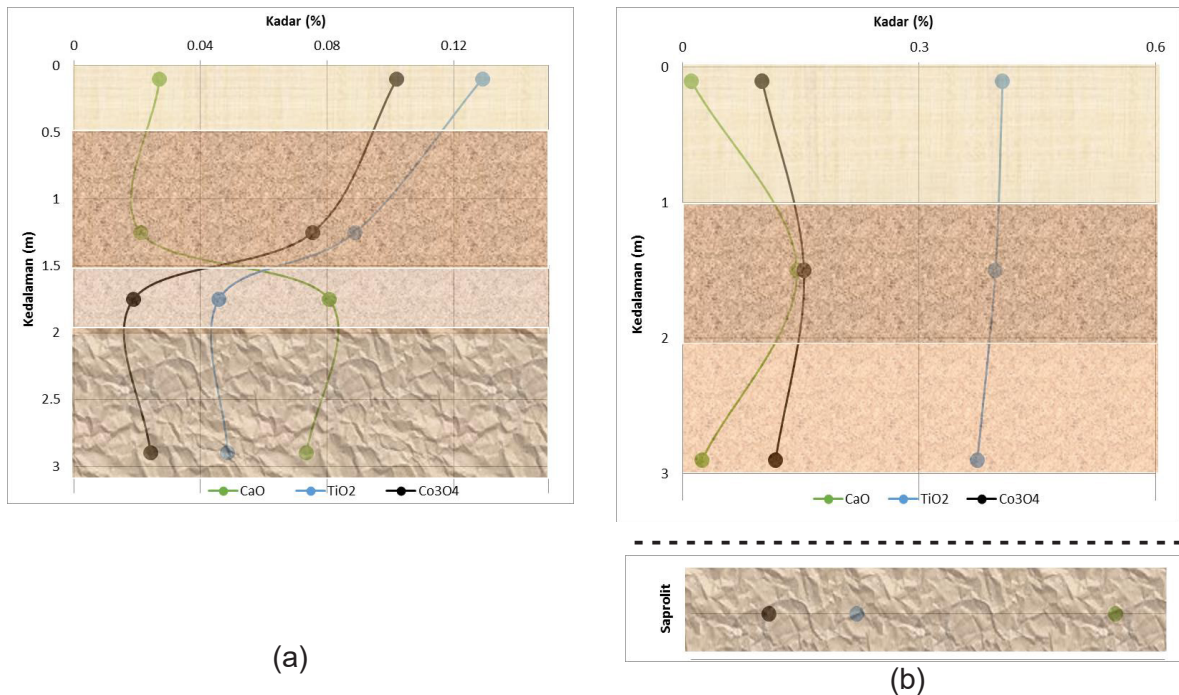 Kadar (%)
0 0.04 0.08 0.12
0
0.5
1
1.5
2
2.5
3
Kedalaman (m)
CaO TiO2 Co3O4
(a)
Kadar (%)
0 0.3 0.6
0
1
2
3
Kedalaman (m)
CaO TiO2 Co3O4
Saprolit
(b)